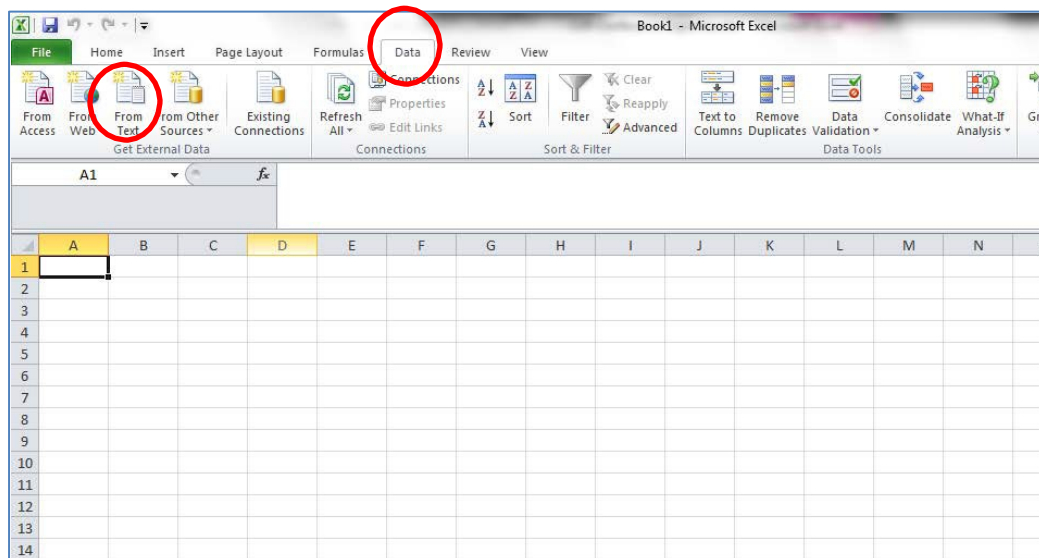 Book1 - Microsoft Excel
File Home Insert Page Layout Formulas Data Review View
From Access
From Web
From Text
From Other Sources
Existing Connections
Get External Data
Refresh All
Connections
Properties
Edit Links
Connections
A Z
Z A
A Z Z A
Sort
Filter
Clear
Reapply
Advanced
Sort & Filter
Text to Columns
Remove Duplicates
Data Validation
Consolidate
What-If Analysis
Data Tools
A1 fx
A B C D E F G H I J K L M N
1
2
3
4
5
6
7
8
9
10
11
12
13
14